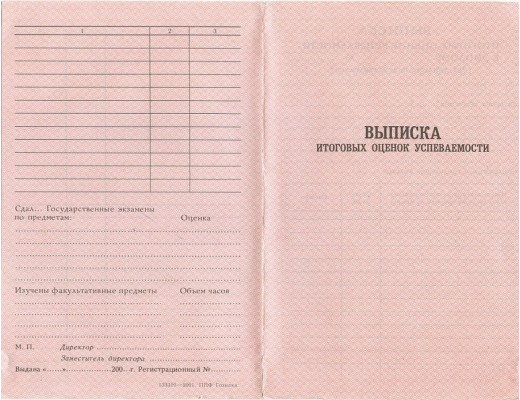 1 2 3
Сдал... Государственные экзамены
по предметам: Оценка
Изучены факультативные предметы Объем часов
М. П. Директор
Заместитель директора
Выдана «......»..................200....г. Регистрационный №
ВЫПИСКА
ИТОГОВЫХ ОЦЕНОК УСПЕВАЕМОСТИ